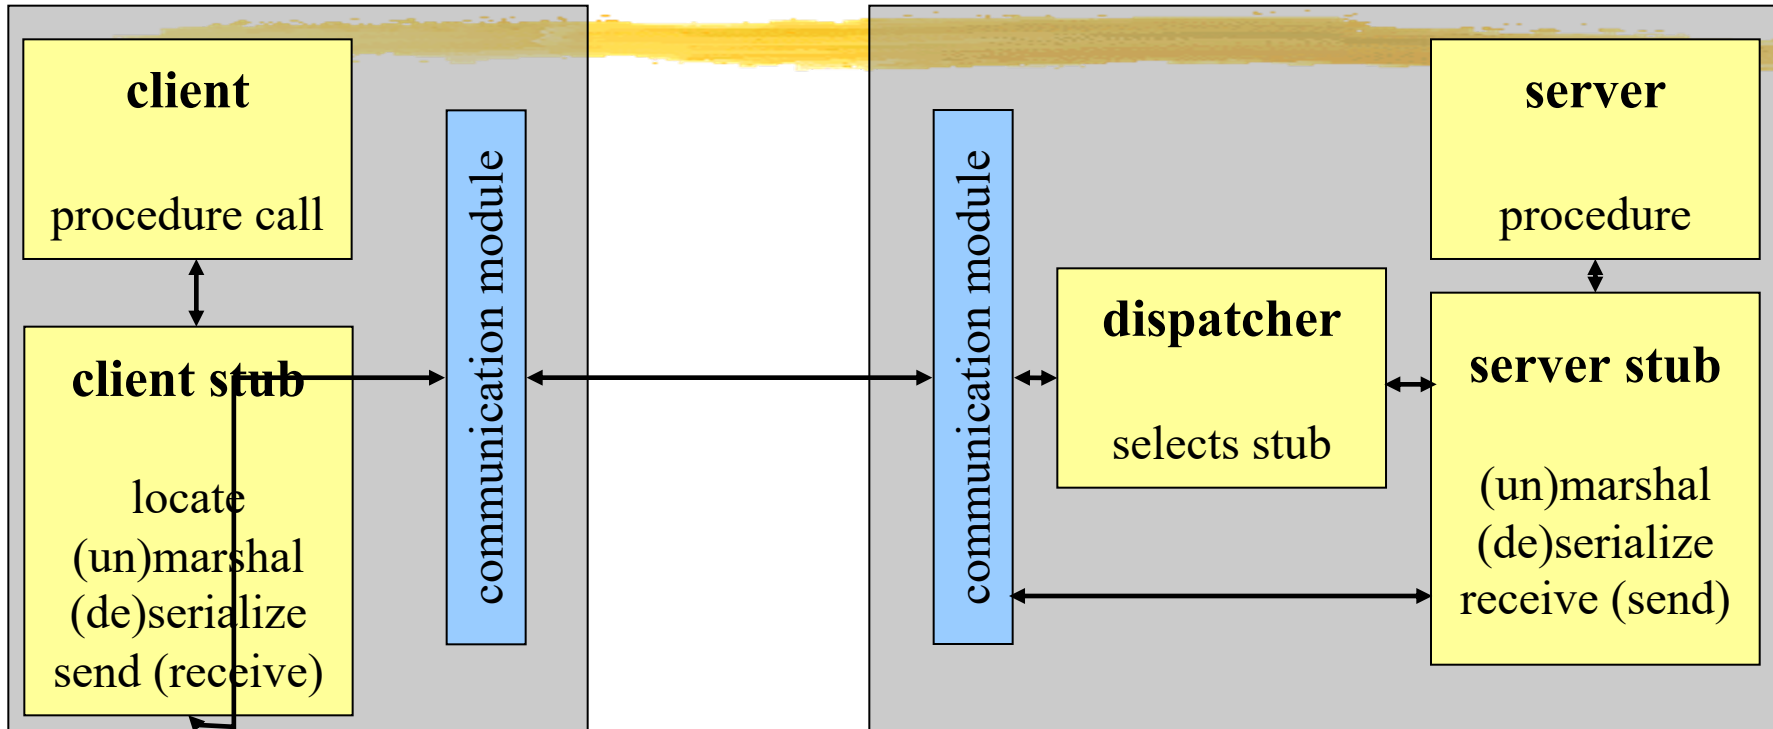 client
procedure call
client stub
locate
(un)marshal
(de)serialize
send (receive)
communication module
communication module
dispatcher
selects stub
server
procedure
server stub
(un)marshal
(de)serialize
receive (send)